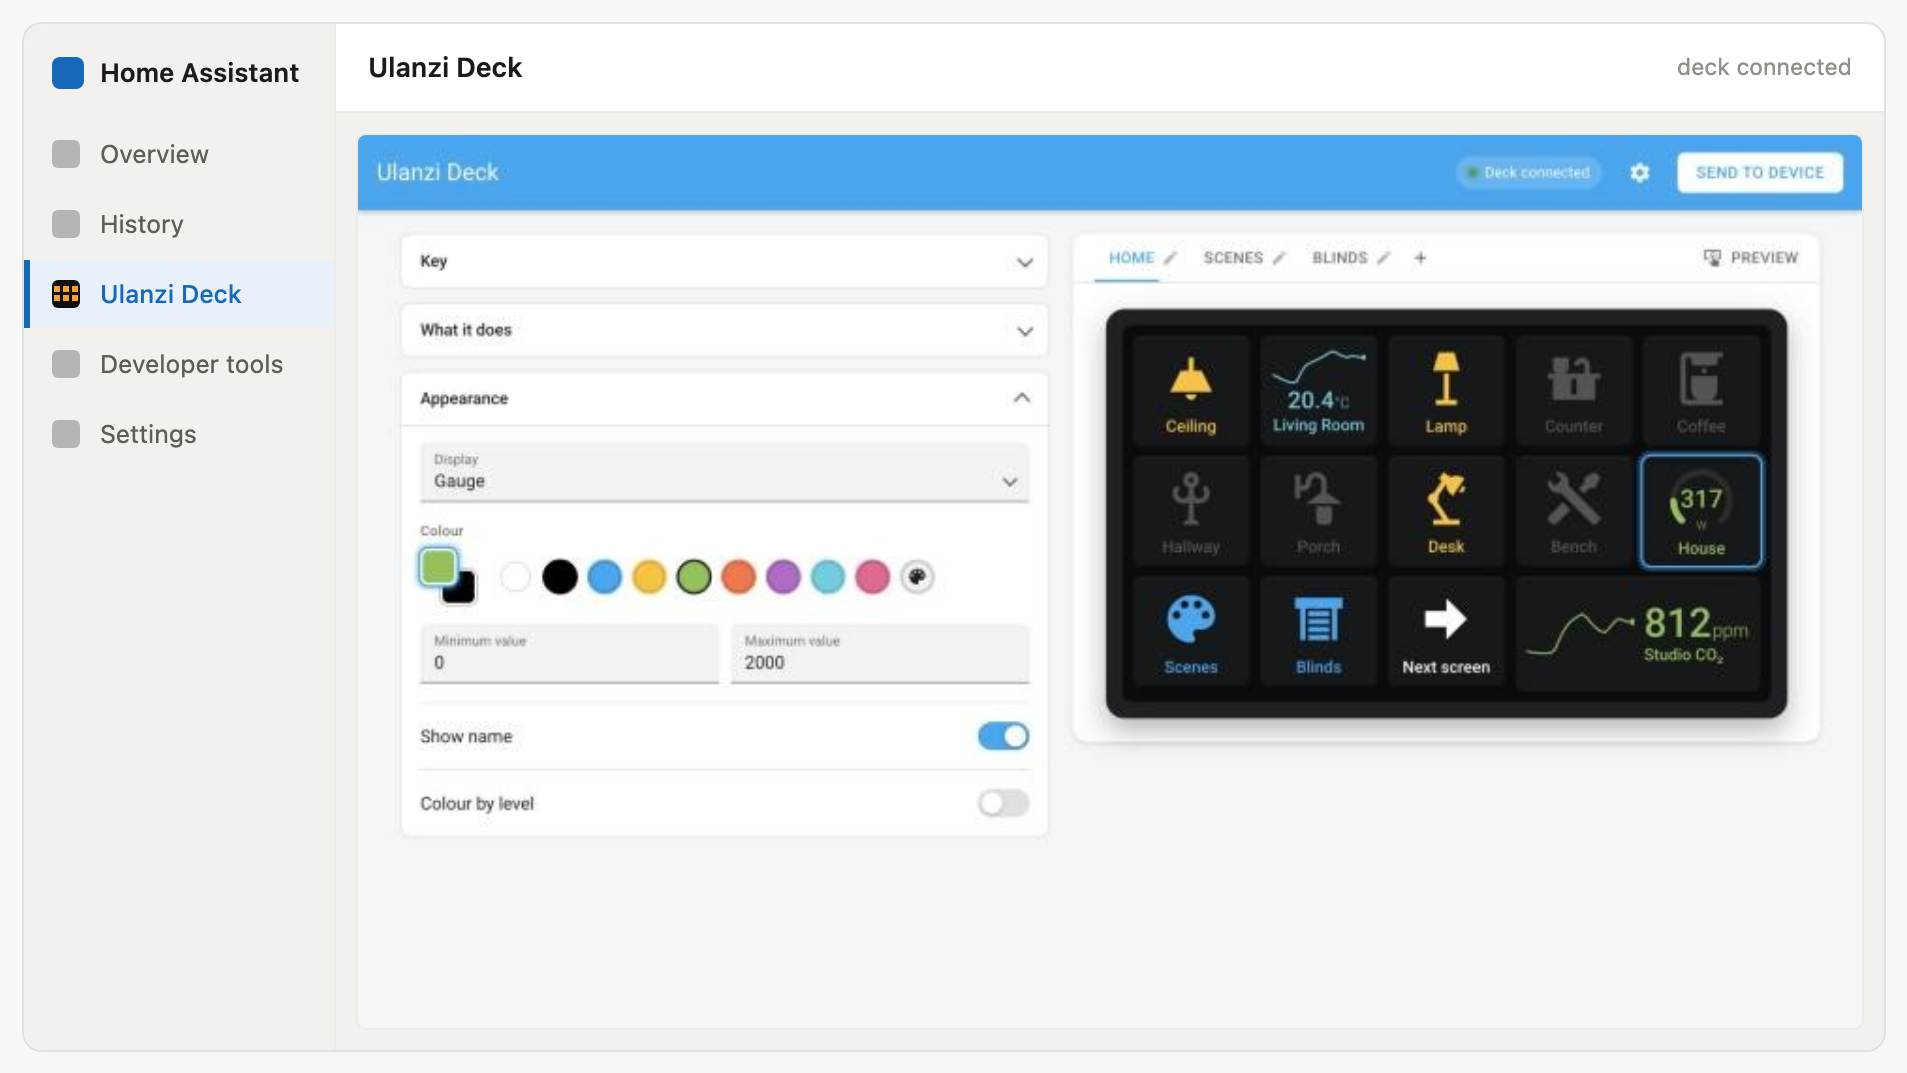 Home Assistant
Overview
History
Ulanzi Deck
Developer tools
Settings
Ulanzi Deck
deck connected
Ulanzi Deck
Deck connected
SEND TO DEVICE
Key
What it does
Appearance
Display
Gauge
Colour
Minimum value
0
Maximum value
2000
Show name
Colour by level
HOME
SCENES
BLINDS
+
PREVIEW
Ceiling
20.4°C
Living Room
Lamp
Counter
Coffee
Hallway
Porch
Desk
Bench
317
W
House
Scenes
Blinds
Next screen
812ppm
Studio CO₂